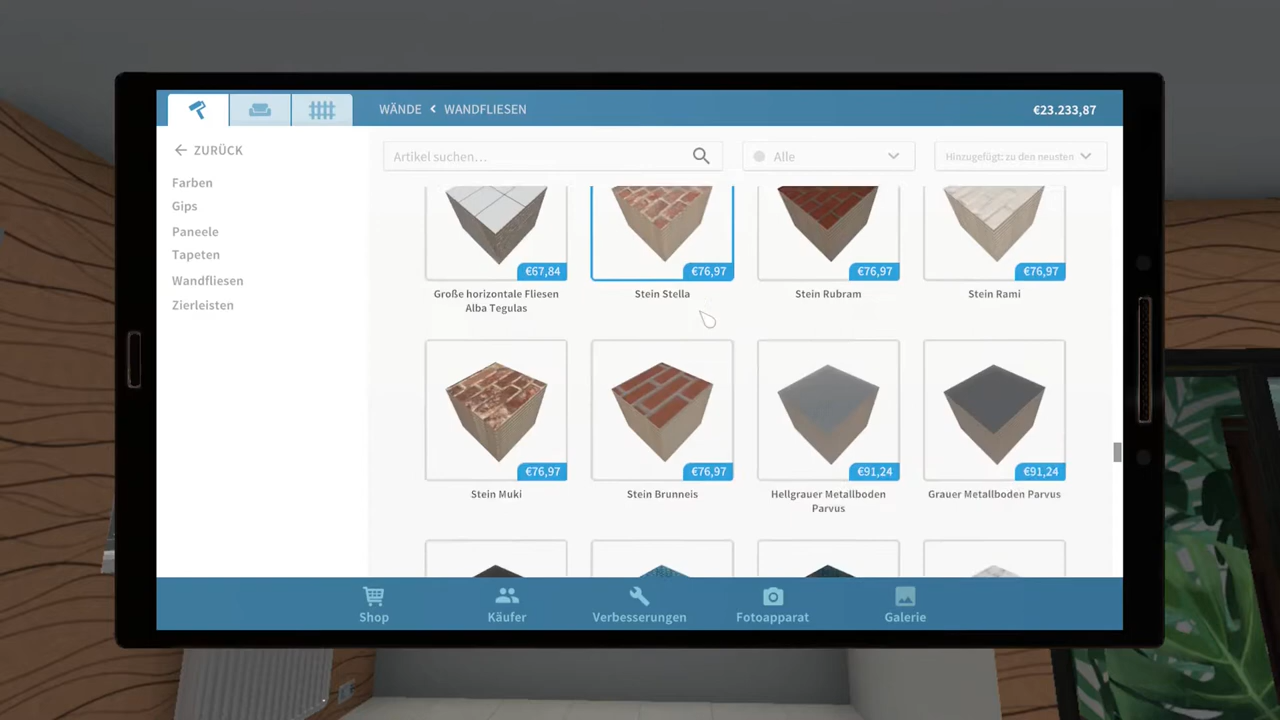 WÄNDE < WANDFLIESEN
€23.233,87
ZURÜCK
Artikel suchen...
Alle
Hinzugefügt: zu den neusten
Farben
Gips
Paneele
Tapeten
Wandfliesen
Zierleisten
€67,84
€76,97
€76,97
€76,97
Große horizontale Fliesen
Alba Tegulas
Stein Stella
Stein Rubram
Stein Rami
€76,97
€76,97
€91,24
€91,24
Stein Muki
Stein Brunneis
Hellgrauer Metallboden
Parvus
Grauer Metallboden Parvus
Shop
Käufer
Verbesserungen
Fotoapparat
Galerie